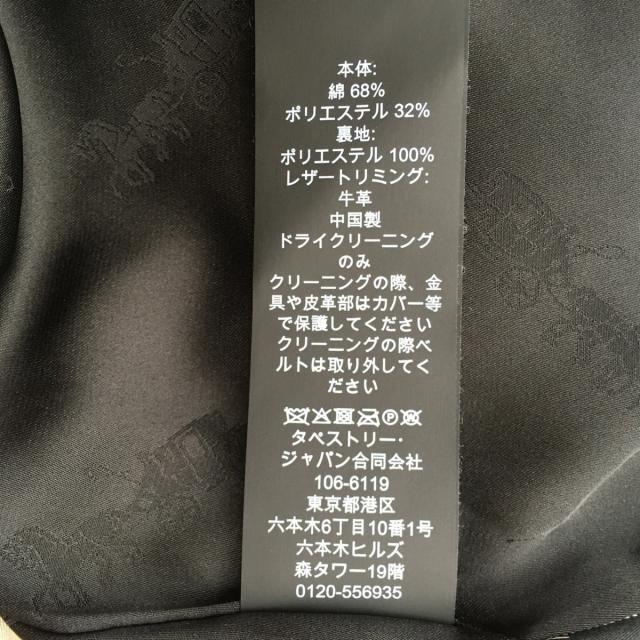 本体:
綿 68%
ポリエステル 32%
裏地:
ポリエステル 100%
レザートリミング:
牛革
中国製
ドライクリーニング
のみ
クリーニングの際、金
具や皮革部はカバー等
で保護してください
クリーニングの際ベ
ルトは取り外してく
ださい
タペストリー・
ジャパン合同会社
106-6119
東京都港区
六本木6丁目10番1号
六本木ヒルズ
森タワー19階
0120-556935